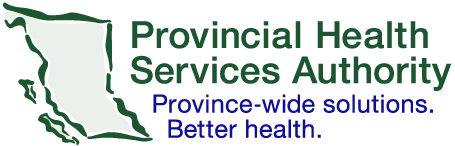 Provincial Health
Services Authority
Province-wide solutions.
Better health.